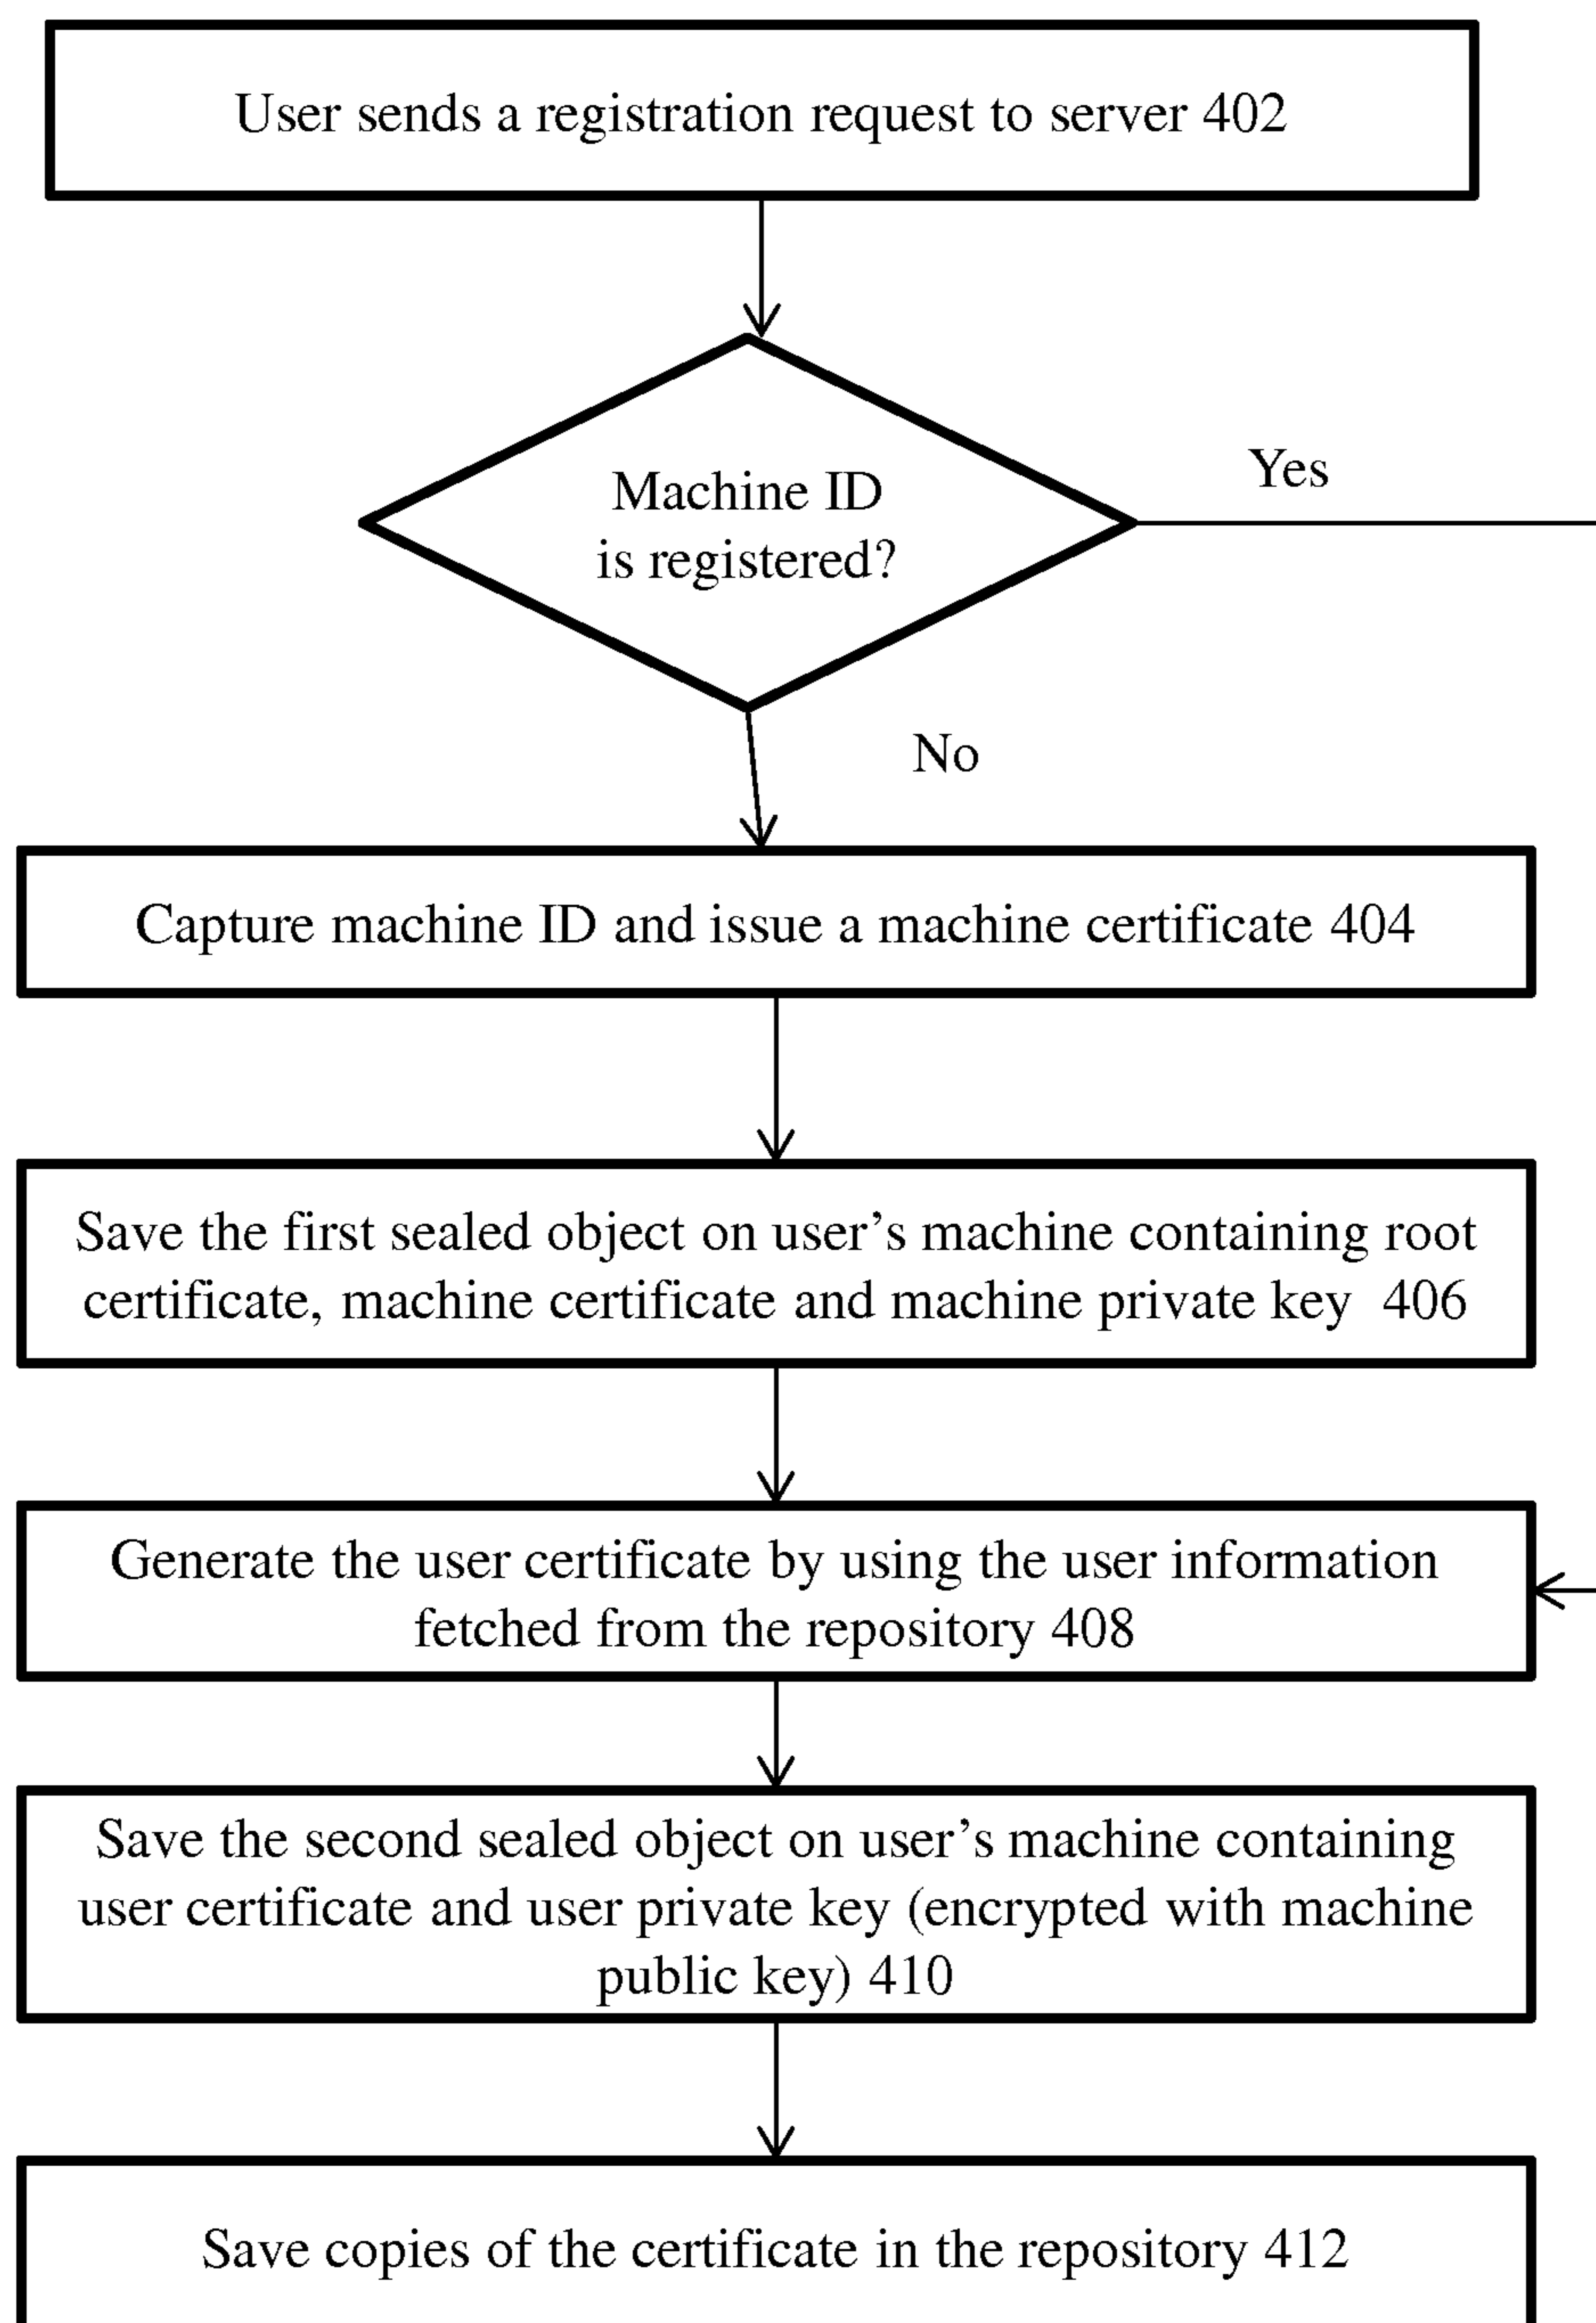 User sends a registration request to server 402
Machine ID
is registered?
Yes
No
Capture machine ID and issue a machine certificate 404
Save the first sealed object on user’s machine containing root
certificate, machine certificate and machine private key  406
Generate the user certificate by using the user information
fetched from the repository 408
Save the second sealed object on user’s machine containing
user certificate and user private key (encrypted with machine
public key) 410
Save copies of the certificate in the repository 412